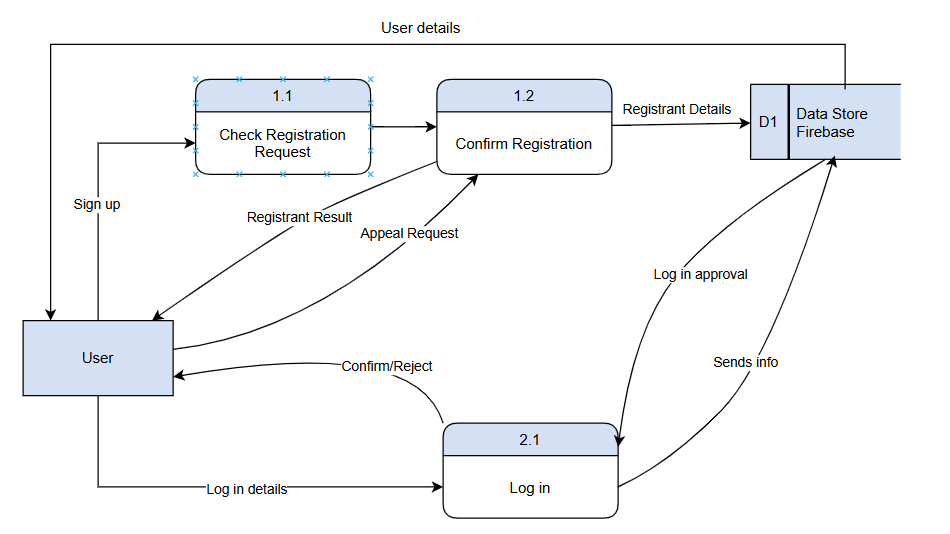 User details
1.1
Check Registration
Request
1.2
Confirm Registration
Registrant Details
D1
Data Store
Firebase
Sign up
Registrant Result
Appeal Request
Log in approval
User
Confirm/Reject
Sends info
2.1
Log in
Log in details